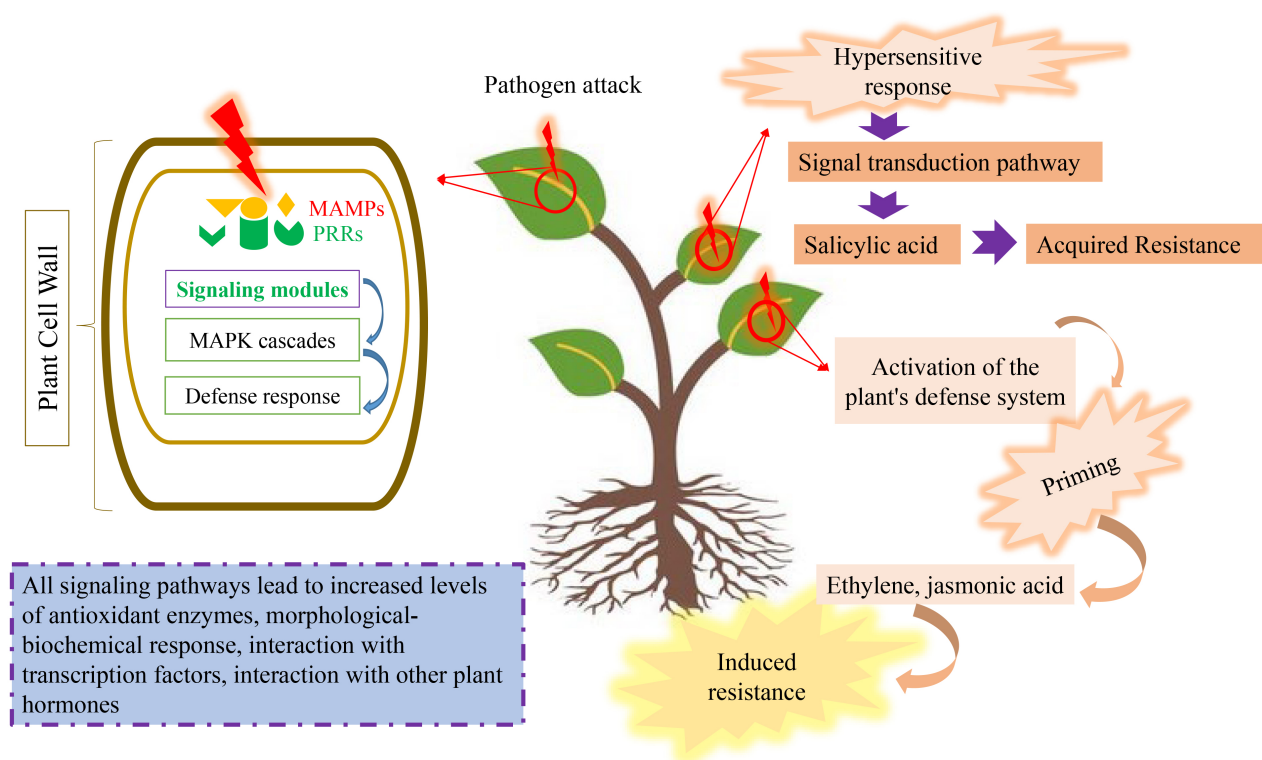 Plant Cell Wall
MAMPs
PRRs
Signaling modules
MAPK cascades
Defense response
Pathogen attack
Hypersensitive
response
Signal transduction pathway
Salicylic acid
Acquired Resistance
Activation of the
plant's defense system
Priming
Ethylene, jasmonic acid
Induced
resistance
All signaling pathways lead to increased levels
of antioxidant enzymes, morphological-
biochemical response, interaction with
transcription factors, interaction with other plant
hormones